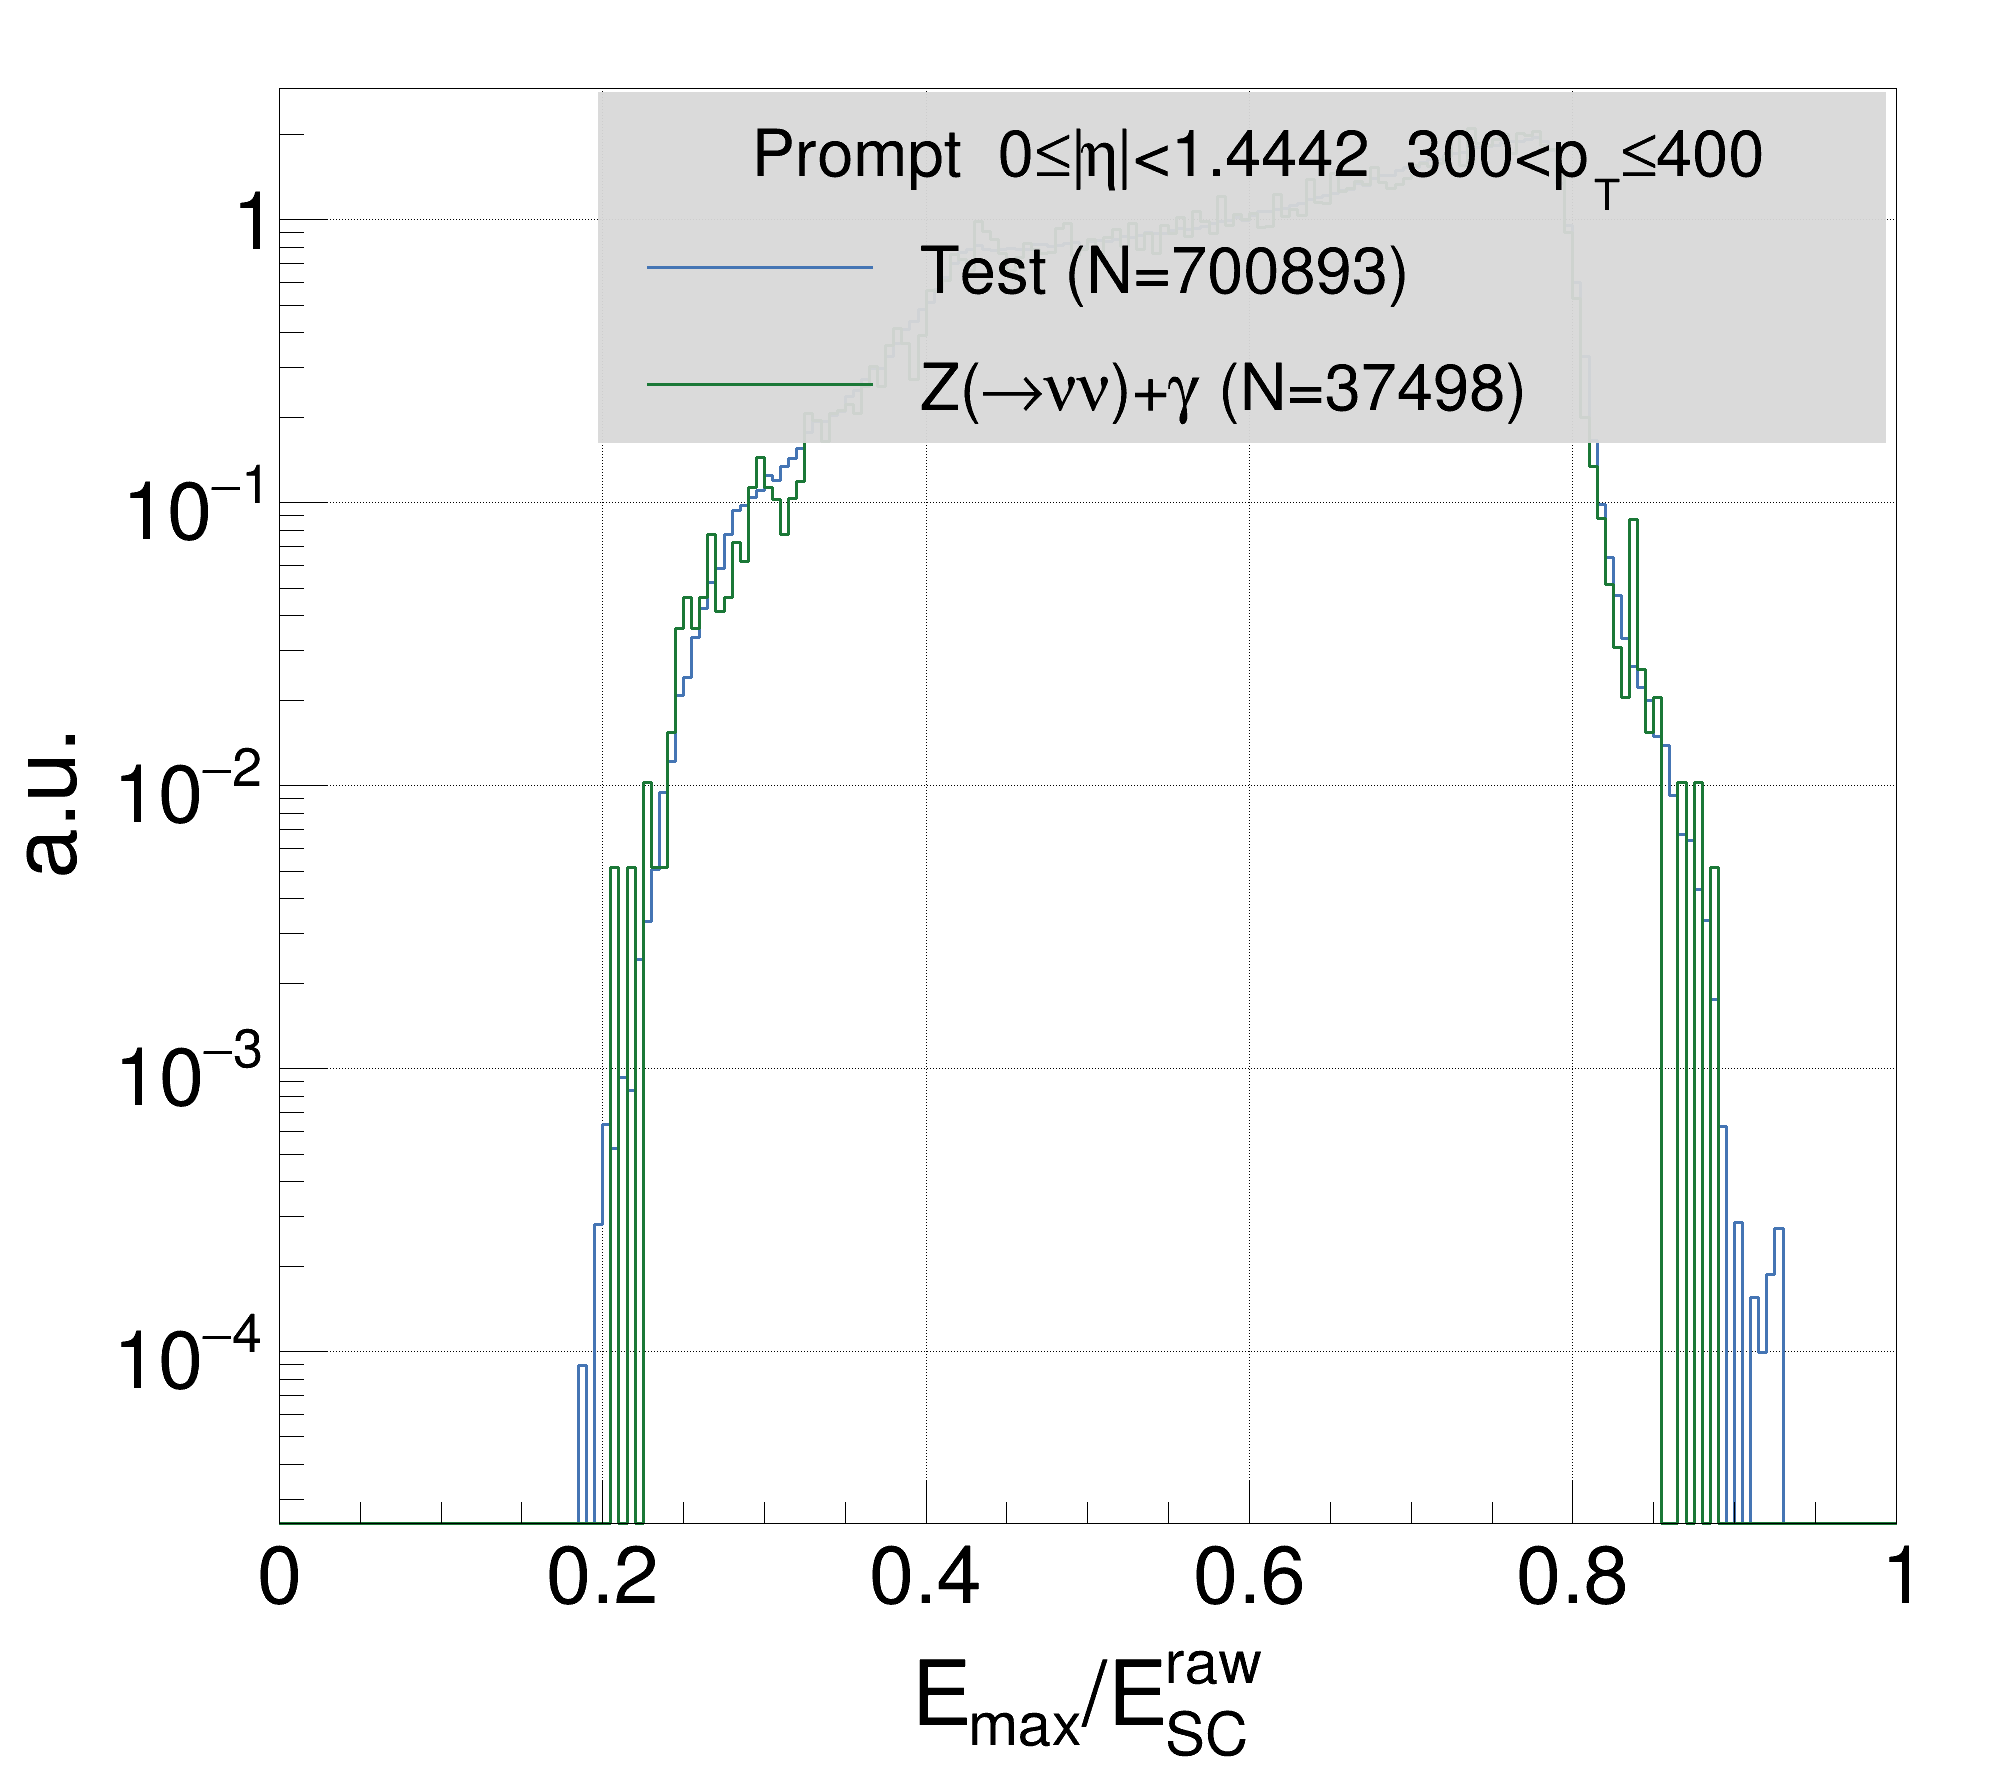 Prompt 0≤|η|<1.4442 300<p_T≤400
Test (N=700893)
Z(→νν)+γ (N=37498)
1
10⁻¹
10⁻²
10⁻³
10⁻⁴
a.u.
0 0.2 0.4 0.6 0.8 1
E_max/E_SC^raw